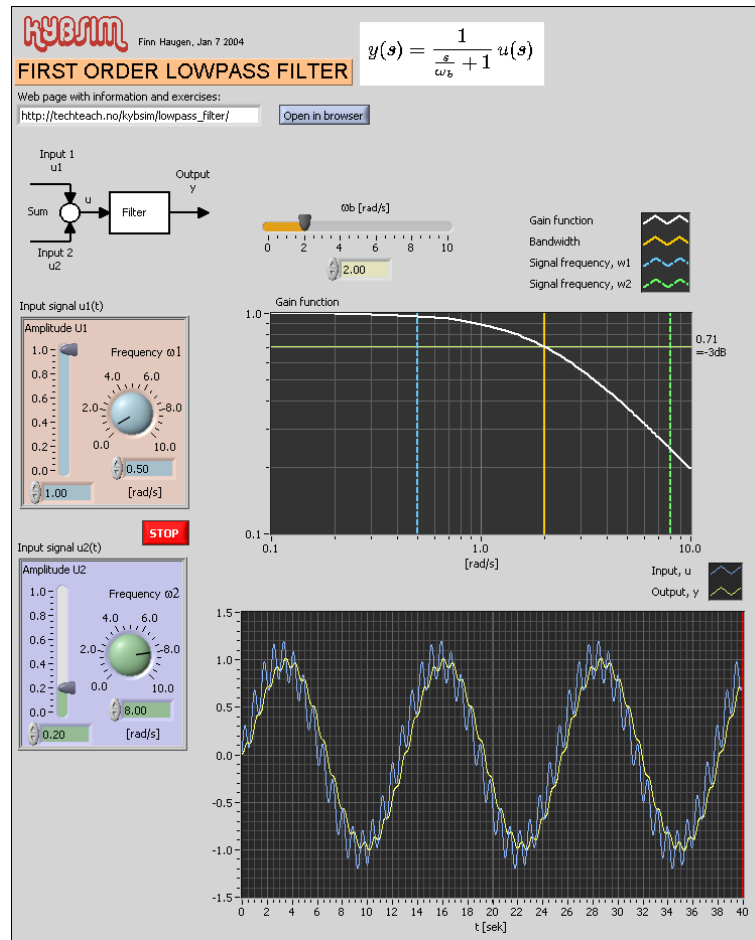 KYBSIM
Finn Haugen, Jan 7 2004
y(s) = 1 / (s/ω_b + 1) u(s)
FIRST ORDER LOWPASS FILTER
Web page with information and exercises:
http://techteach.no/kybsim/lowpass_filter/
Open in browser
Input 1
u1
Output
y
u
Sum
Filter
Input 2
u2
ωb [rad/s]
0 2 4 6 8 10
2.00
Gain function
Bandwidth
Signal frequency, w1
Signal frequency, w2
Input signal u1(t)
Amplitude U1
1.0
0.8
0.6
0.4
0.2
0.0
1.00
Frequency ω1
4.0 6.0
2.0 8.0
0.0 10.0
0.50
[rad/s]
Gain function
1.0
0.1
0.71
=-3dB
0.1 1.0 10.0
[rad/s]
STOP
Input signal u2(t)
Amplitude U2
1.0
0.8
0.6
0.4
0.2
0.0
0.20
Frequency ω2
4.0 6.0
2.0 8.0
0.0 10.0
8.00
[rad/s]
Input, u
Output, y
1.5
1.0
0.5
0.0
-0.5
-1.0
-1.5
0 2 4 6 8 10 12 14 16 18 20 22 24 26 28 30 32 34 36 38 40
t [sek]